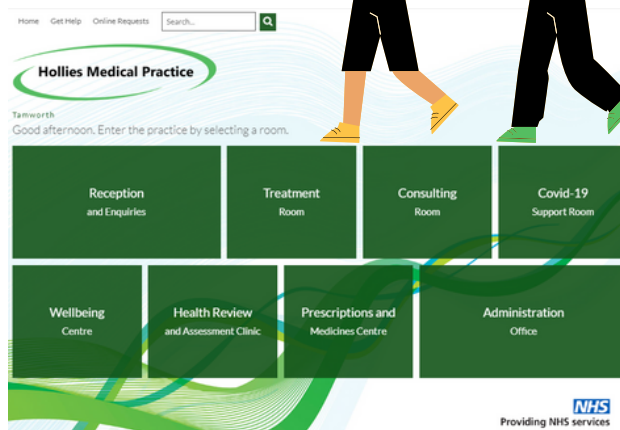 Home Get Help Online Requests Search...
Hollies Medical Practice
Tamworth
Good afternoon. Enter the practice by selecting a room.
Reception
and Enquiries
Treatment
Room
Consulting
Room
Covid-19
Support Room
Wellbeing
Centre
Health Review
and Assessment Clinic
Prescriptions and
Medicines Centre
Administration
Office
NHS
Providing NHS services